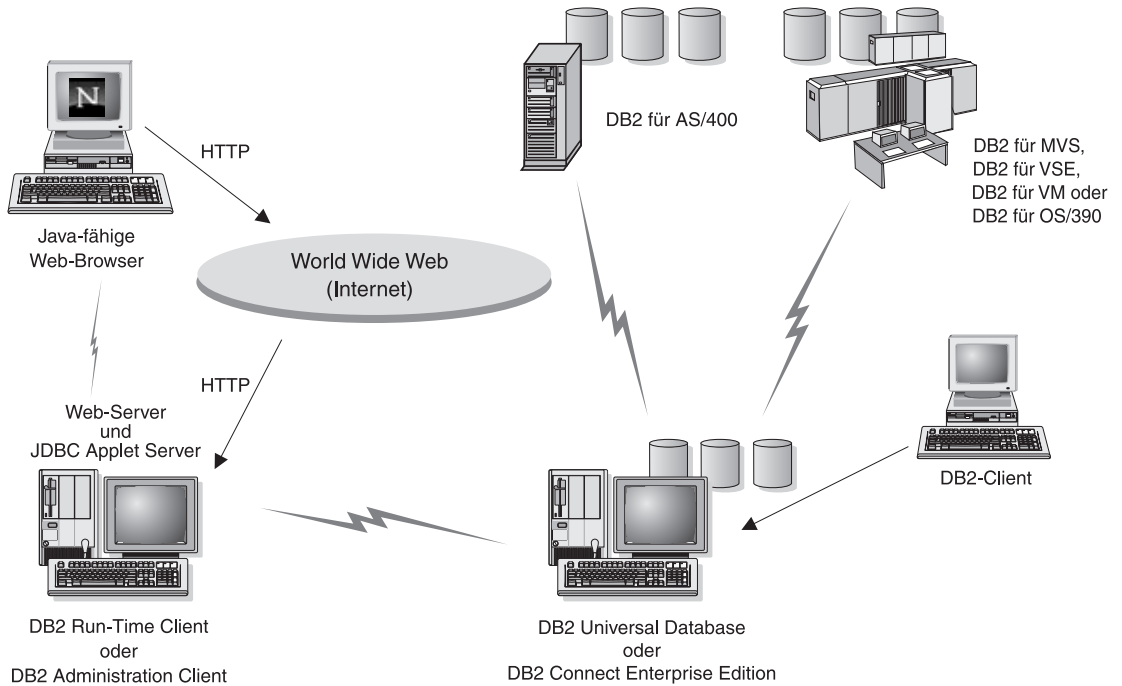 N
HTTP
Java-fähige
Web-Browser
DB2 für AS/400
DB2 für MVS,
DB2 für VSE,
DB2 für VM oder
DB2 für OS/390
World Wide Web
(Internet)
HTTP
Web-Server
und
JDBC Applet Server
DB2-Client
DB2 Run-Time Client
oder
DB2 Administration Client
DB2 Universal Database
oder
DB2 Connect Enterprise Edition